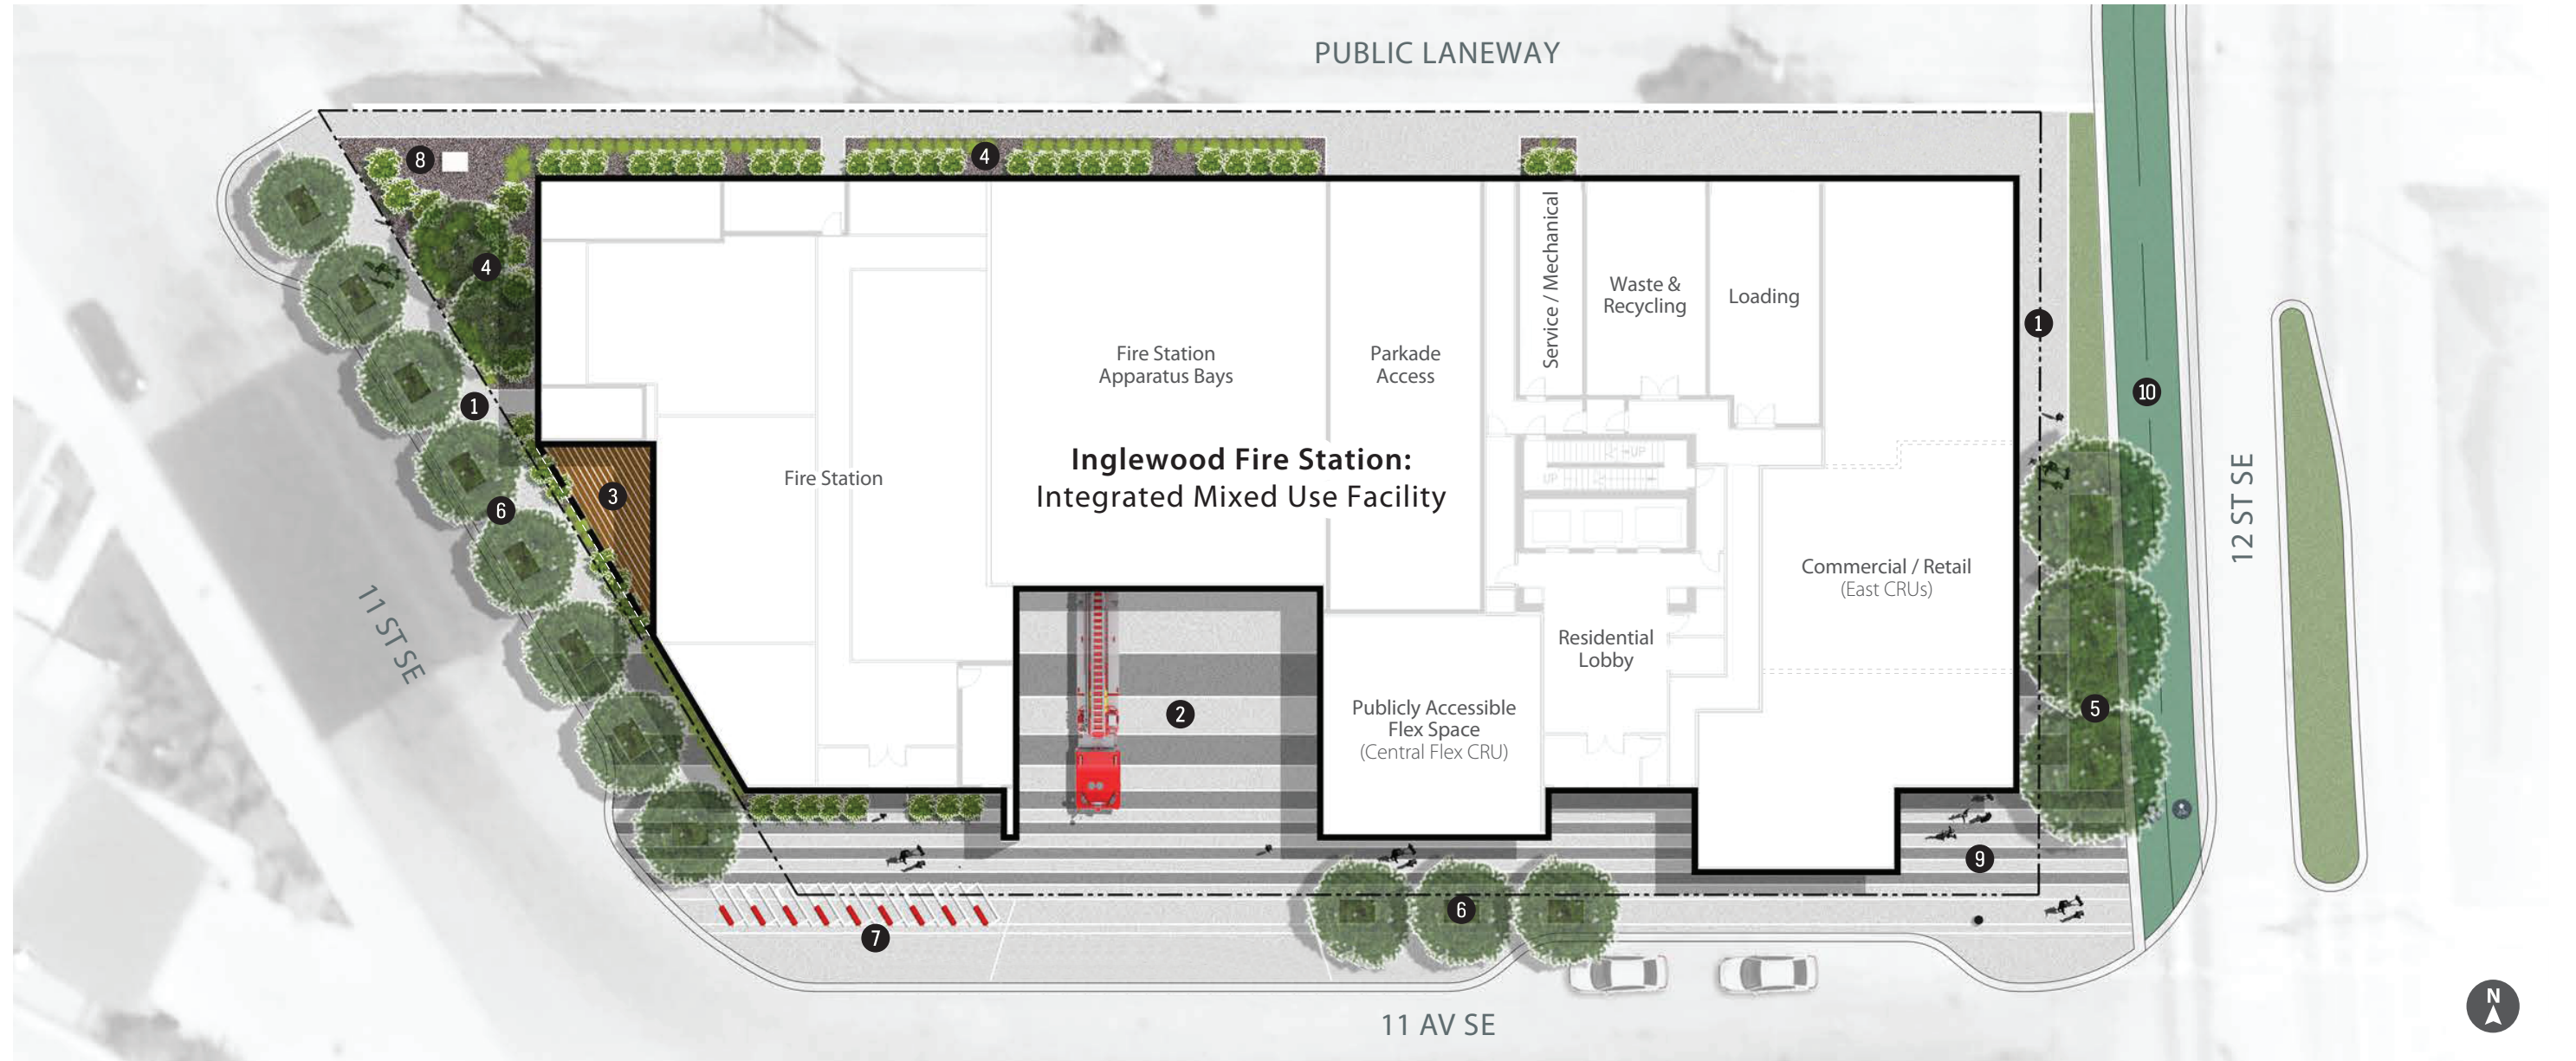 PUBLIC LANEWAY
8
4
4
Service / Mechanical
Waste &
Recycling
Loading
1
Fire Station
Apparatus Bays
Parkade
Access
10
1
Inglewood Fire Station:
Integrated Mixed Use Facility
UP
UP
Fire Station
3
6
12 ST SE
Commercial / Retail
(East CRUs)
11 ST SE
Residential
Lobby
2
Publicly Accessible
Flex Space
(Central Flex CRU)
5
9
6
7
N
11 AV SE